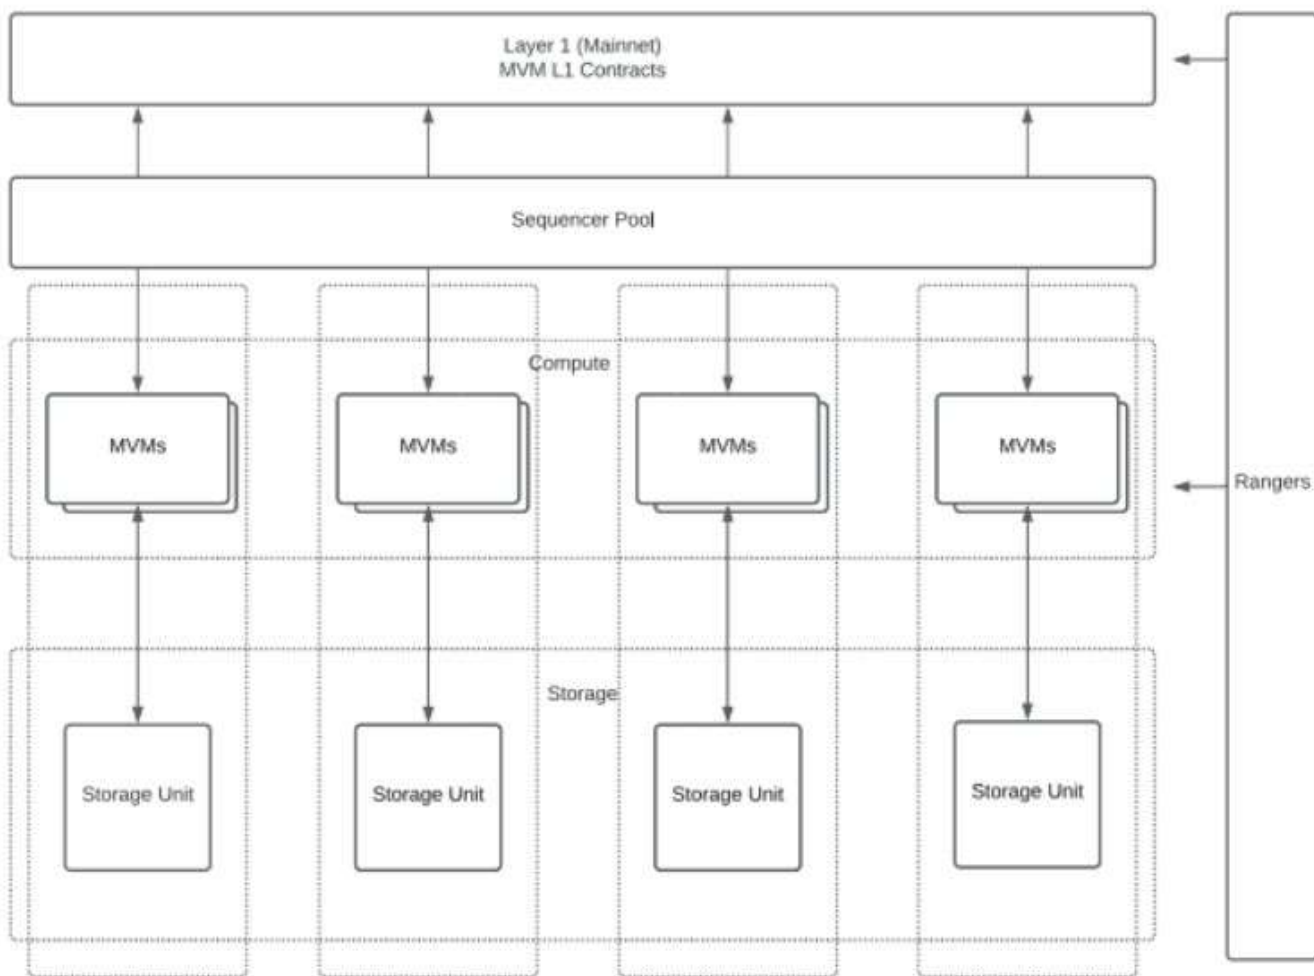 Layer 1 (Mainnet)
MVM L1 Contracts
Sequencer Pool
Compute
MVMs
MVMs
MVMs
MVMs
Rangers
Storage
Storage Unit
Storage Unit
Storage Unit
Storage Unit